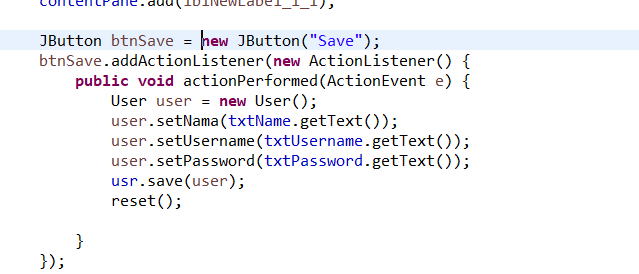 contentPane.add(lblNewLabel_1_1);
JButton btnSave = new JButton("Save");
btnSave.addActionListener(new ActionListener() {
public void actionPerformed(ActionEvent e) {
User user = new User();
user.setNama(txtName.getText());
user.setUsername(txtUsername.getText());
user.setPassword(txtPassword.getText());
usr.save(user);
reset();
}
});